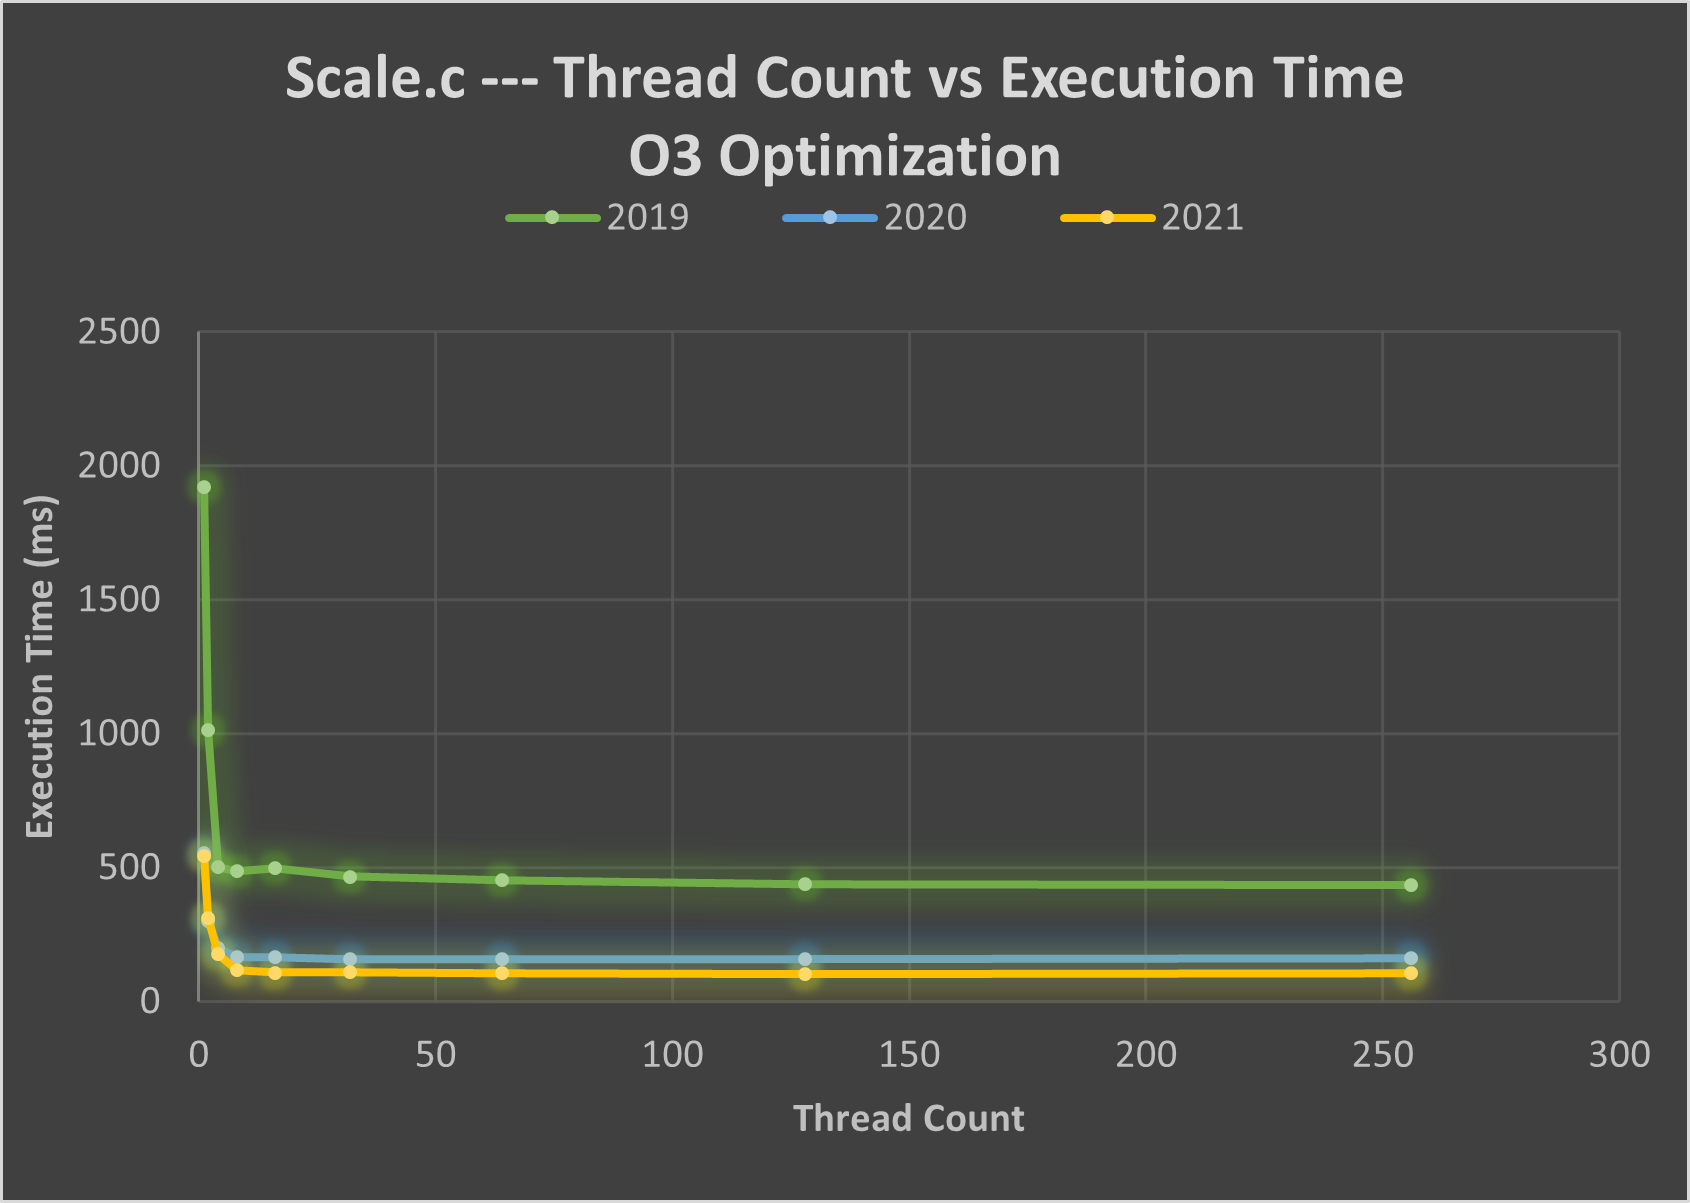 Scale.c --- Thread Count vs Execution Time
O3 Optimization
2019 2020 2021
2500
2000
1500
1000
500
0
Execution Time (ms)
0 50 100 150 200 250 300
Thread Count